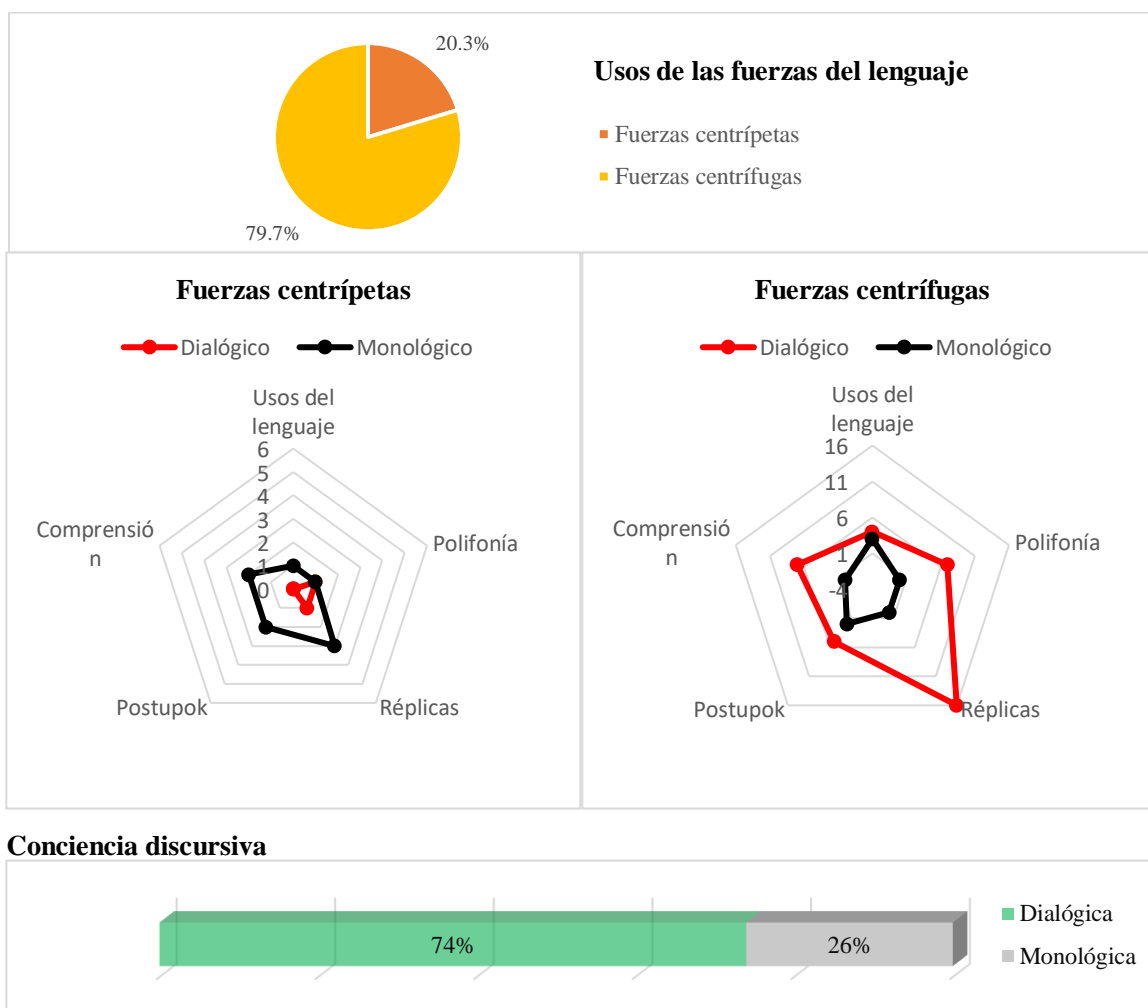 20.3%
Usos de las fuerzas del lenguaje
Fuerzas centrípetas
Fuerzas centrífugas
79.7%
Fuerzas centrípetas
Dialógico
Monológico
Usos del
lenguaje
6
5
4
3
2
1
0
Comprensió
n
Polifonía
Postupok
Réplicas
Fuerzas centrífugas
Dialógico
Monológico
Usos del
lenguaje
16
11
6
1
-4
Comprensió
n
Polifonía
Postupok
Réplicas
Conciencia discursiva
74%
26%
Dialógica
Monológica